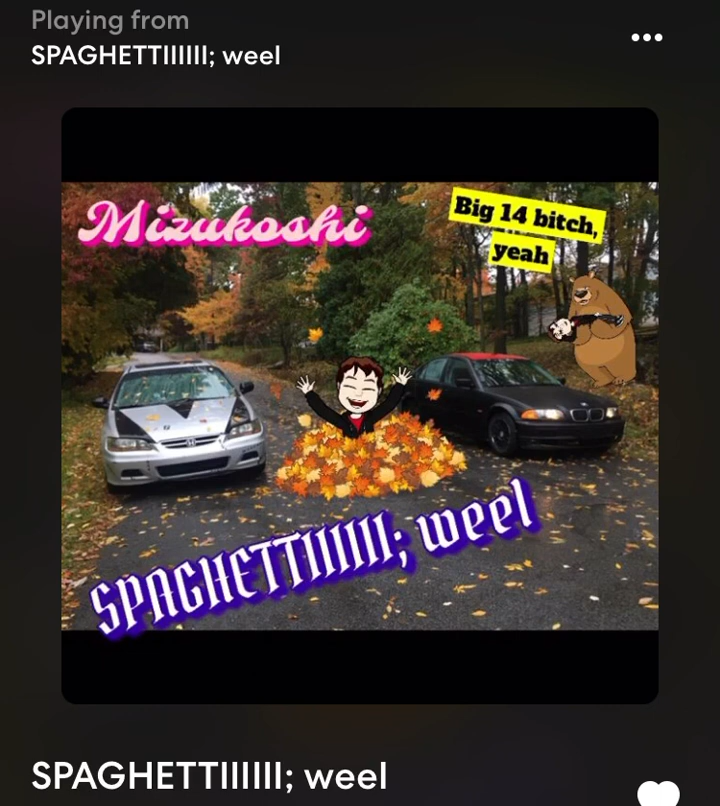 Playing from
SPAGHETTIIIIII; weel
Mizukoshi
Big 14 bitch,
yeah
SPAGHETTIIIIII; weel
SPAGHETTIIIIII; weel